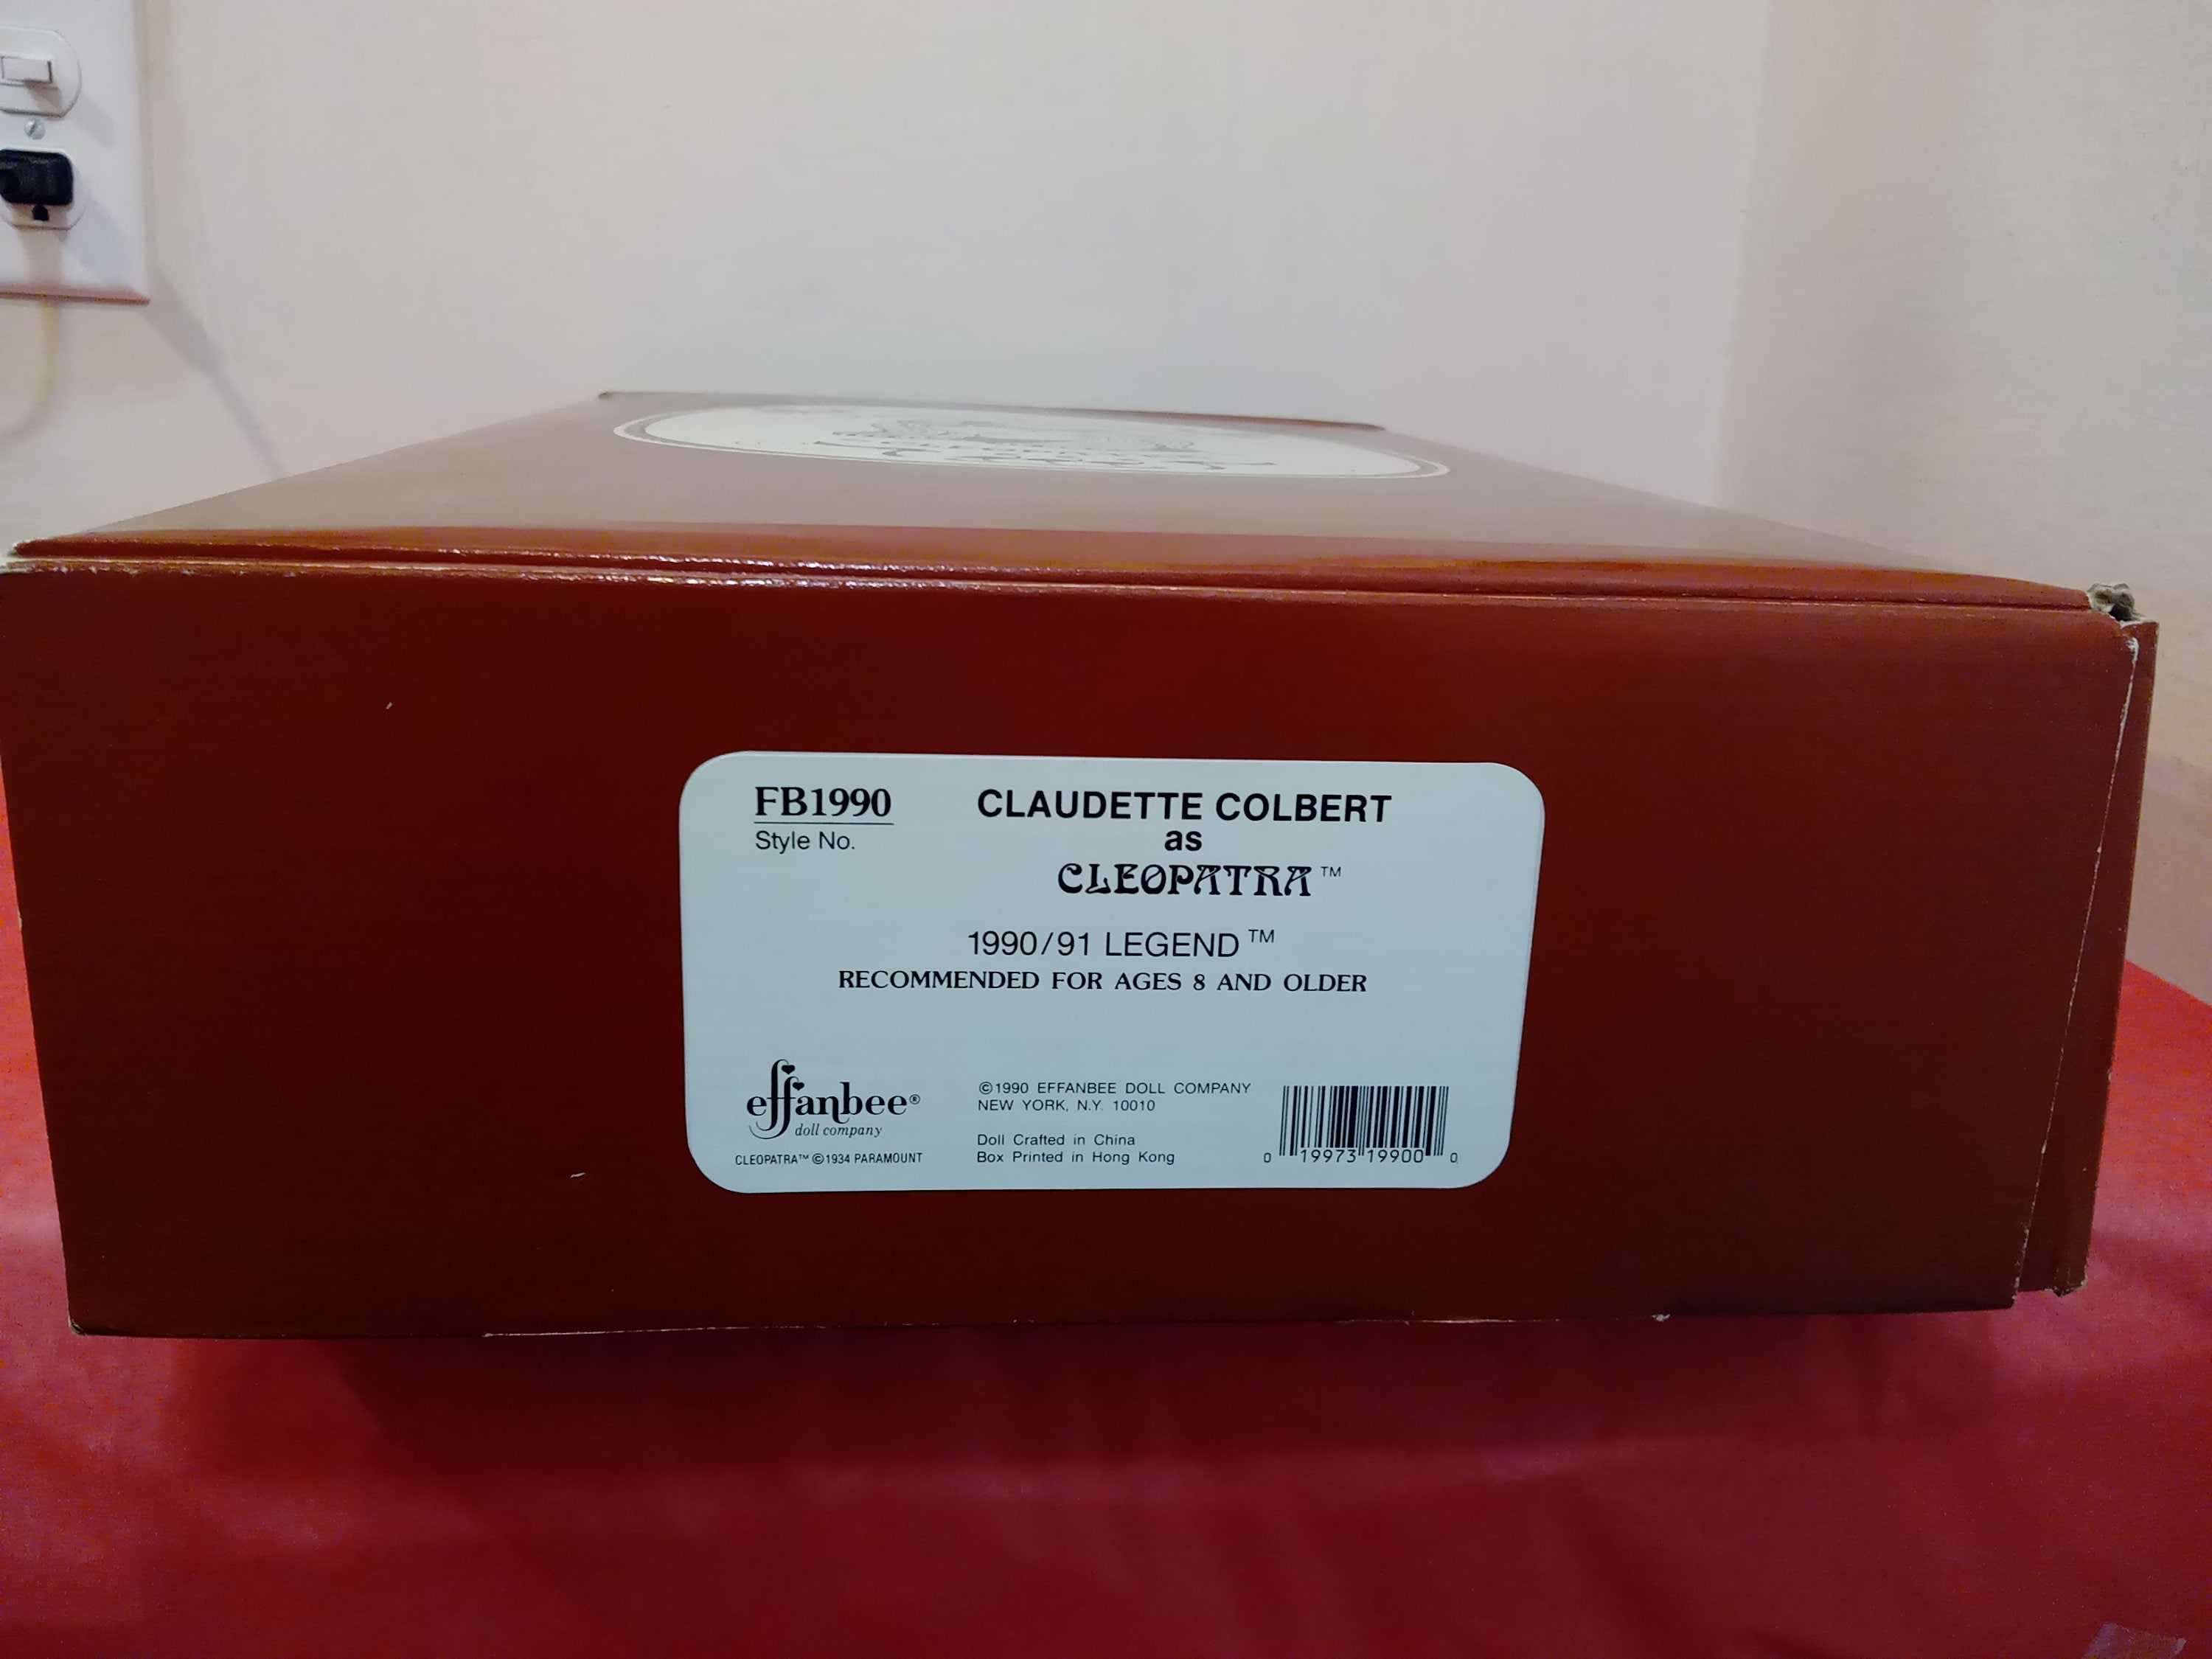 FB1990
Style No.
CLAUDETTE COLBERT
as
CLEOPATRA™
1990/91 LEGEND™
RECOMMENDED FOR AGES 8 AND OLDER
effanbee®
doll company
CLEOPATRA™ ©1934 PARAMOUNT
©1990 EFFANBEE DOLL COMPANY
NEW YORK, N.Y. 10010
Doll Crafted in China
Box Printed in Hong Kong
0 19973 19900 0